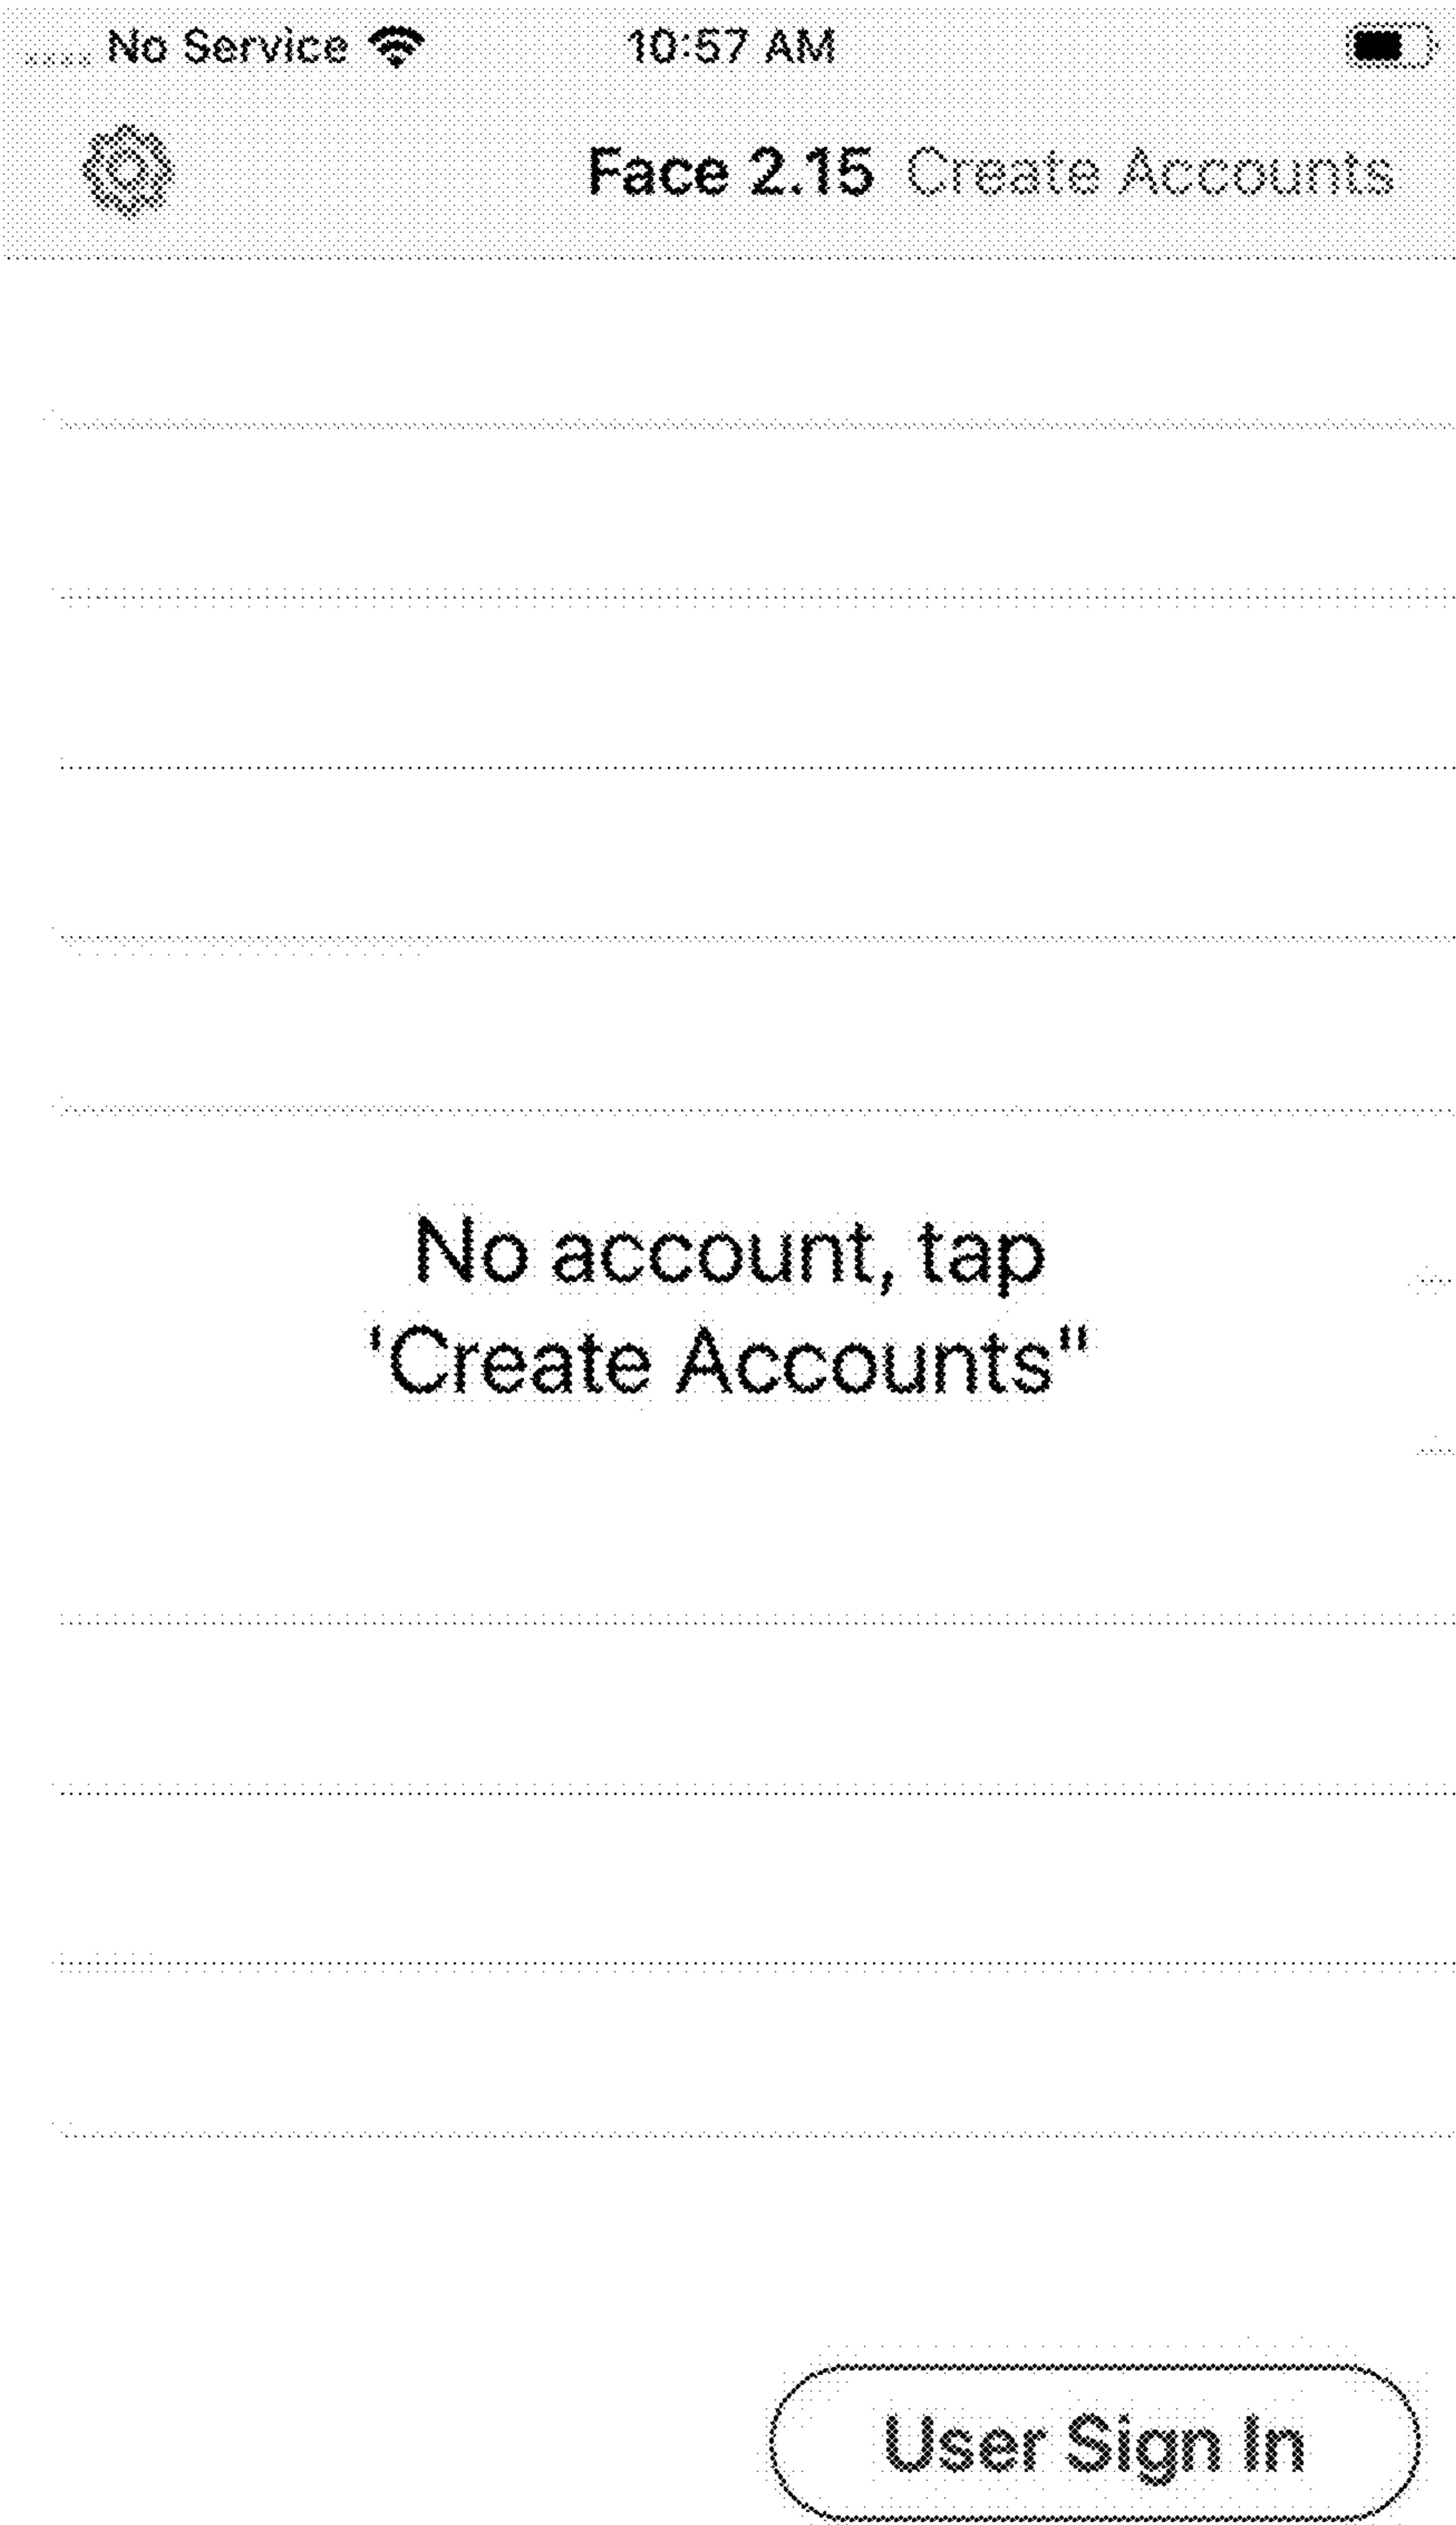 No Service 10:57 AM
Face 2.15 Create Accounts
No account, tap
'Create Accounts"
User Sign In